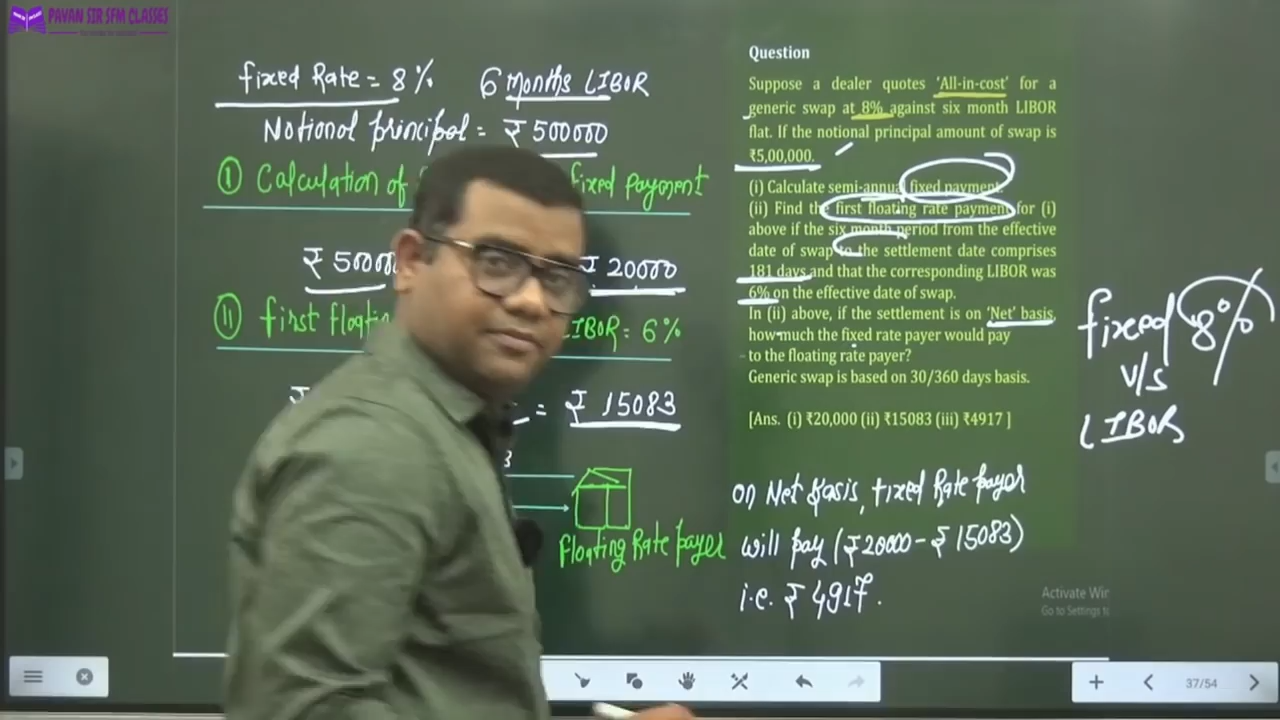 PAVAN SIR SFM CLASSES
fixed Rate = 8% 6 Months LIBOR
Notional principal = ₹ 500000
① Calculation of fixed payment
₹ 50000 ₹ 20000
② first Floatin LIBOR = 6%
= ₹ 15083
Floating Rate payer
Question
Suppose a dealer quotes 'All-in-cost' for a
generic swap at 8% against six month LIBOR
flat. If the notional principal amount of swap is
₹5,00,000.
(i) Calculate semi-annual fixed payment.
(ii) Find the first floating rate payment for (i)
above if the six month period from the effective
date of swap to the settlement date comprises
181 days and that the corresponding LIBOR was
6% on the effective date of swap.
In (ii) above, if the settlement is on 'Net' basis,
how much the fixed rate payer would pay
to the floating rate payer?
Generic swap is based on 30/360 days basis.
[Ans. (i) ₹20,000 (ii) ₹15083 (iii) ₹4917 ]
on Net Basis, fixed Rate payer
will pay (₹20000 - ₹ 15083)
i.e. ₹ 4917.
fixed 8%
v/s
LIBOR
Activate Win
Go to Settings to
37/54